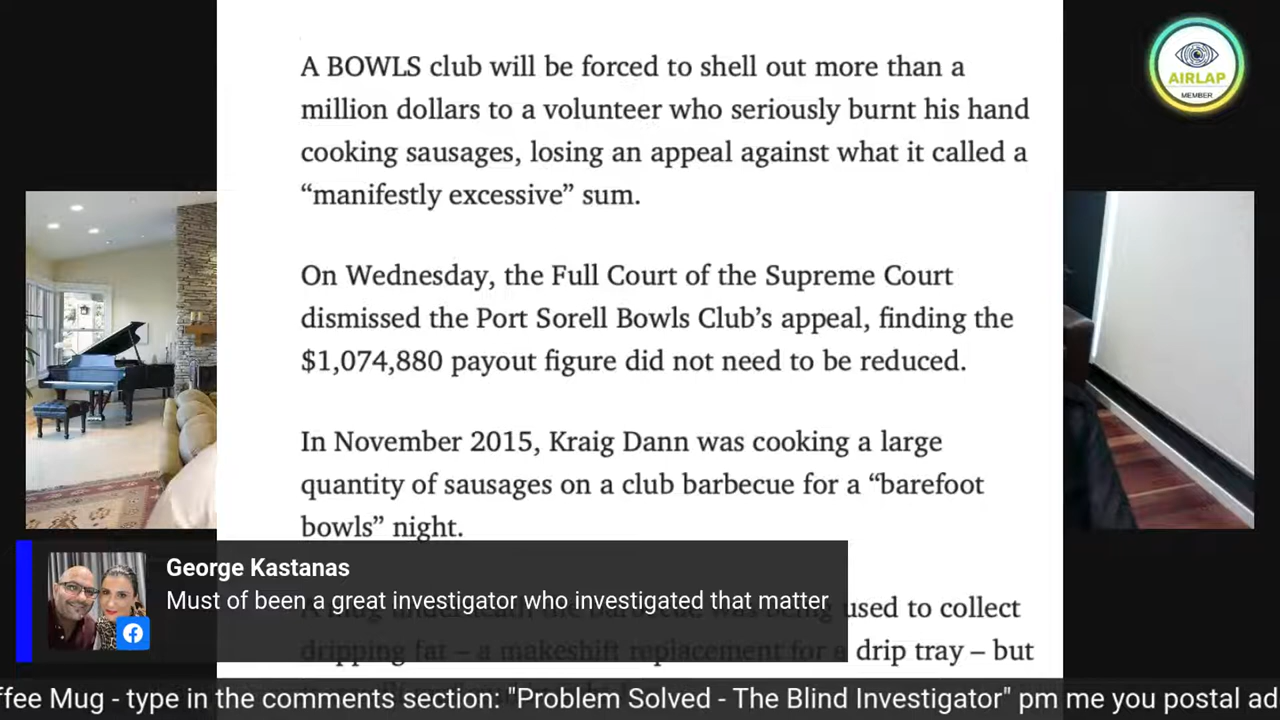 A BOWLS club will be forced to shell out more than a
million dollars to a volunteer who seriously burnt his hand
cooking sausages, losing an appeal against what it called a
“manifestly excessive” sum.
On Wednesday, the Full Court of the Supreme Court
dismissed the Port Sorell Bowls Club’s appeal, finding the
$1,074,880 payout figure did not need to be reduced.
In November 2015, Kraig Dann was cooking a large
quantity of sausages on a club barbecue for a “barefoot
bowls” night.
used to collect
dripping fat – a makeshift replacement for a drip tray – but
AIRLAP
MEMBER
George Kastanas
Must of been a great investigator who investigated that matter
ffee Mug - type in the comments section: "Problem Solved - The Blind Investigator" pm me you postal ad